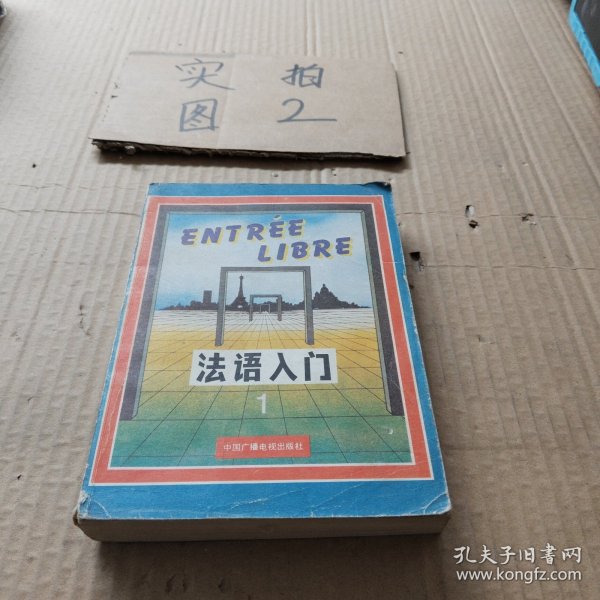 实拍
图2
ENTRÉE
LIBRE
法语入门
1
中国广播电视出版社
孔夫子旧书网
www.kongfz.com